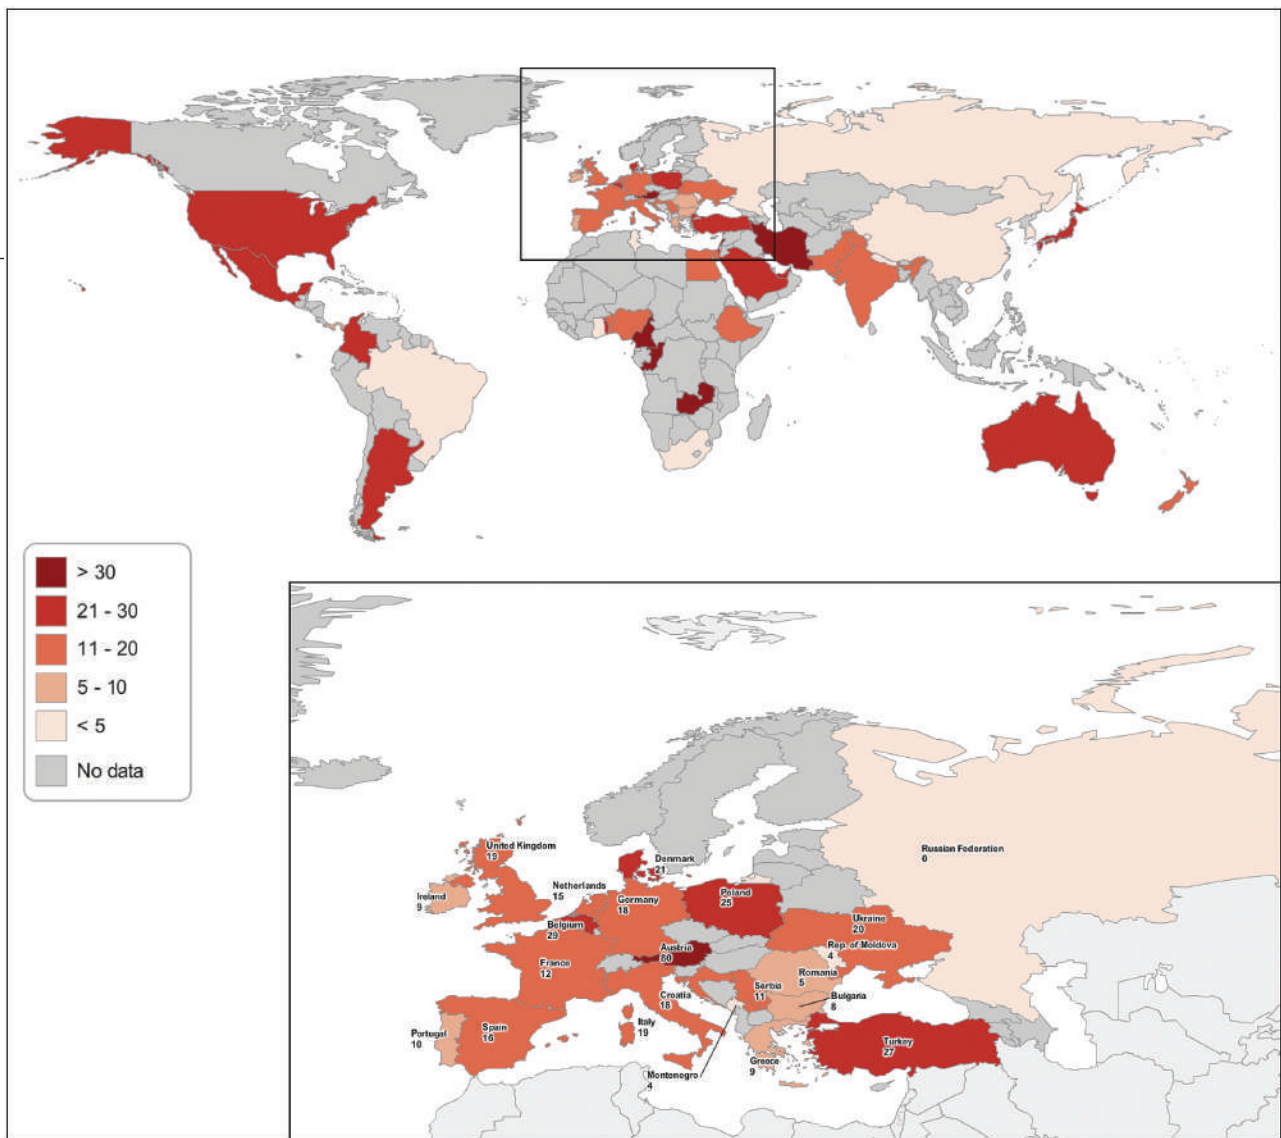 > 30
21 - 30
11 - 20
5 - 10
< 5
No data
United Kingdom
19
Denmark
21
Russian Federation
0
Netherlands
15
Ireland
9
Germany
18
Poland
25
Belgium
29
Ukraine
20
Austria
80
Rep. of Moldova
4
France
12
Romania
5
Serbia
11
Croatia
18
Bulgaria
8
Portugal
10
Spain
16
Italy
19
Turkey
27
Greece
9
Montenegro
4